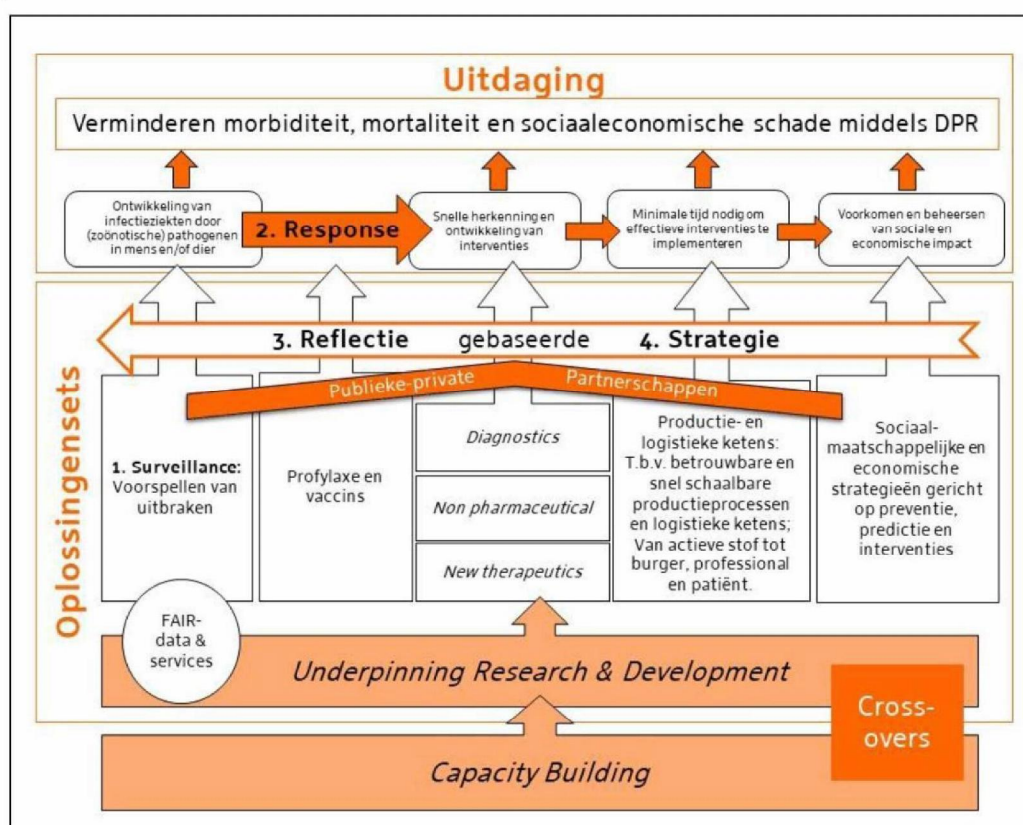 Uitdaging
Verminderen morbiditeit, mortaliteit en sociaaleconomische schade middels DPR
Ontwikkeling van
infectieziekten door
(zoönotische) pathogenen
in mens en/of dier
2. Response
Snelle herkenning en
ontwikkeling van
interventies
Minimale tijd nodig om
effectieve interventies te
implementeren
Voorkomen en beheersen
van sociale en
economische impact
Oplossingensets
3. Reflectie gebaseerde 4. Strategie
Publieke-private Partnerschappen
1. Surveillance:
Voorspellen van
uitbraken
Profylaxe en
vaccins
Diagnostics
Non pharmaceutical
New therapeutics
Productie- en
logistieke ketens:
T.b.v. betrouwbare en
snel schaalbare
productieprocessen
en logistieke ketens;
Van actieve stof tot
burger, professional
en patiënt.
Sociaal-
maatschappelijke en
economische
strategieën gericht
op preventie,
predictie en
interventies
FAIR-
data &
services
Underpinning Research & Development
Cross-
overs
Capacity Building